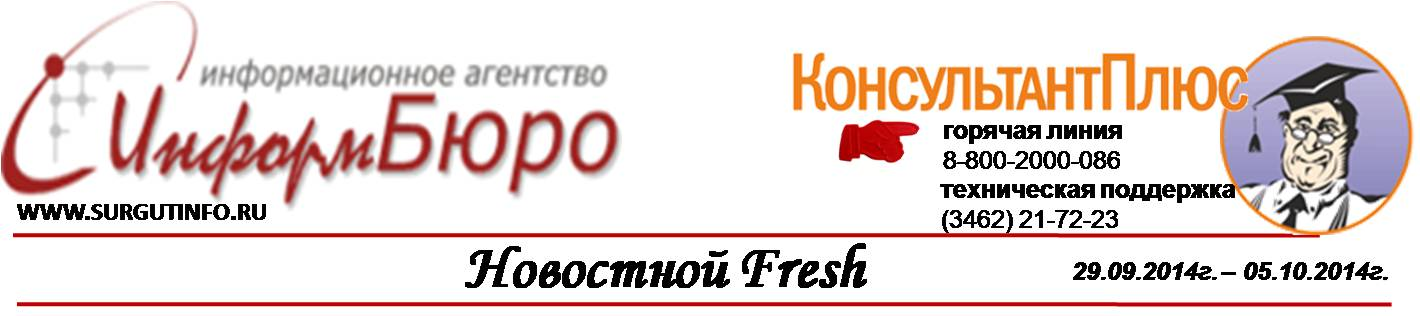 информационное агентство
ИнформБюро
WWW.SURGUTINFO.RU
КонсультантПлюс
горячая линия
8-800-2000-086
техническая поддержка
(3462) 21-72-23
Новостной Fresh
29.09.2014г. – 05.10.2014г.